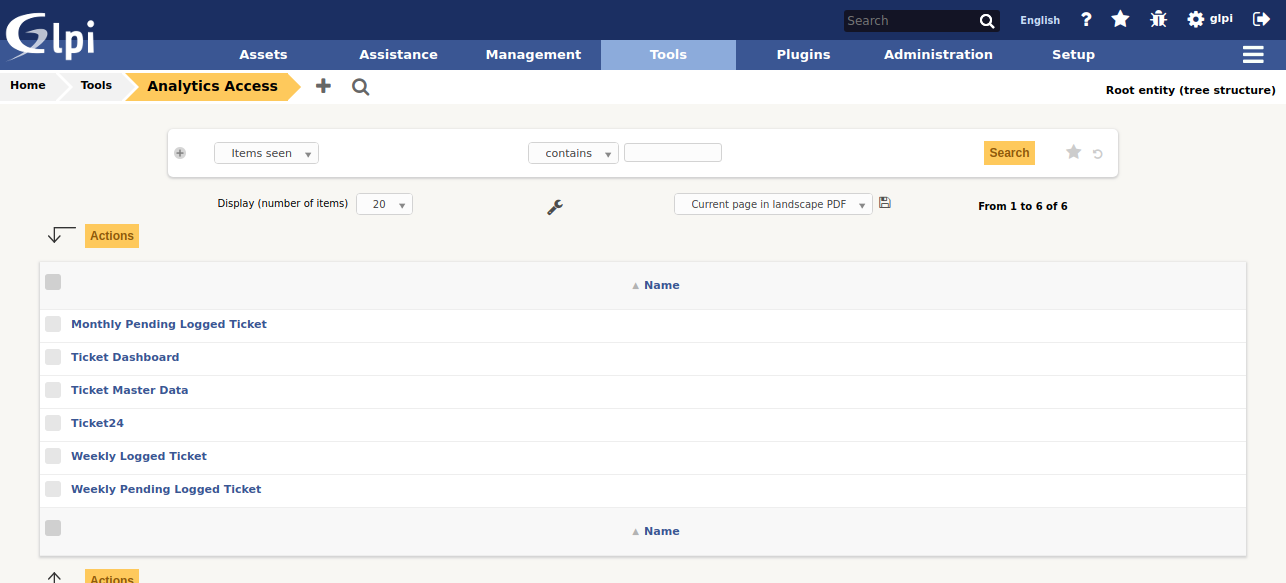 Search English ? glpi
Glpi
Assets Assistance Management Tools Plugins Administration Setup
Home Tools Analytics Access Root entity (tree structure)
Items seen contains Search
Display (number of items) 20 Current page in landscape PDF From 1 to 6 of 6
Actions
Name
Monthly Pending Logged Ticket
Ticket Dashboard
Ticket Master Data
Ticket24
Weekly Logged Ticket
Weekly Pending Logged Ticket
Name
Actions